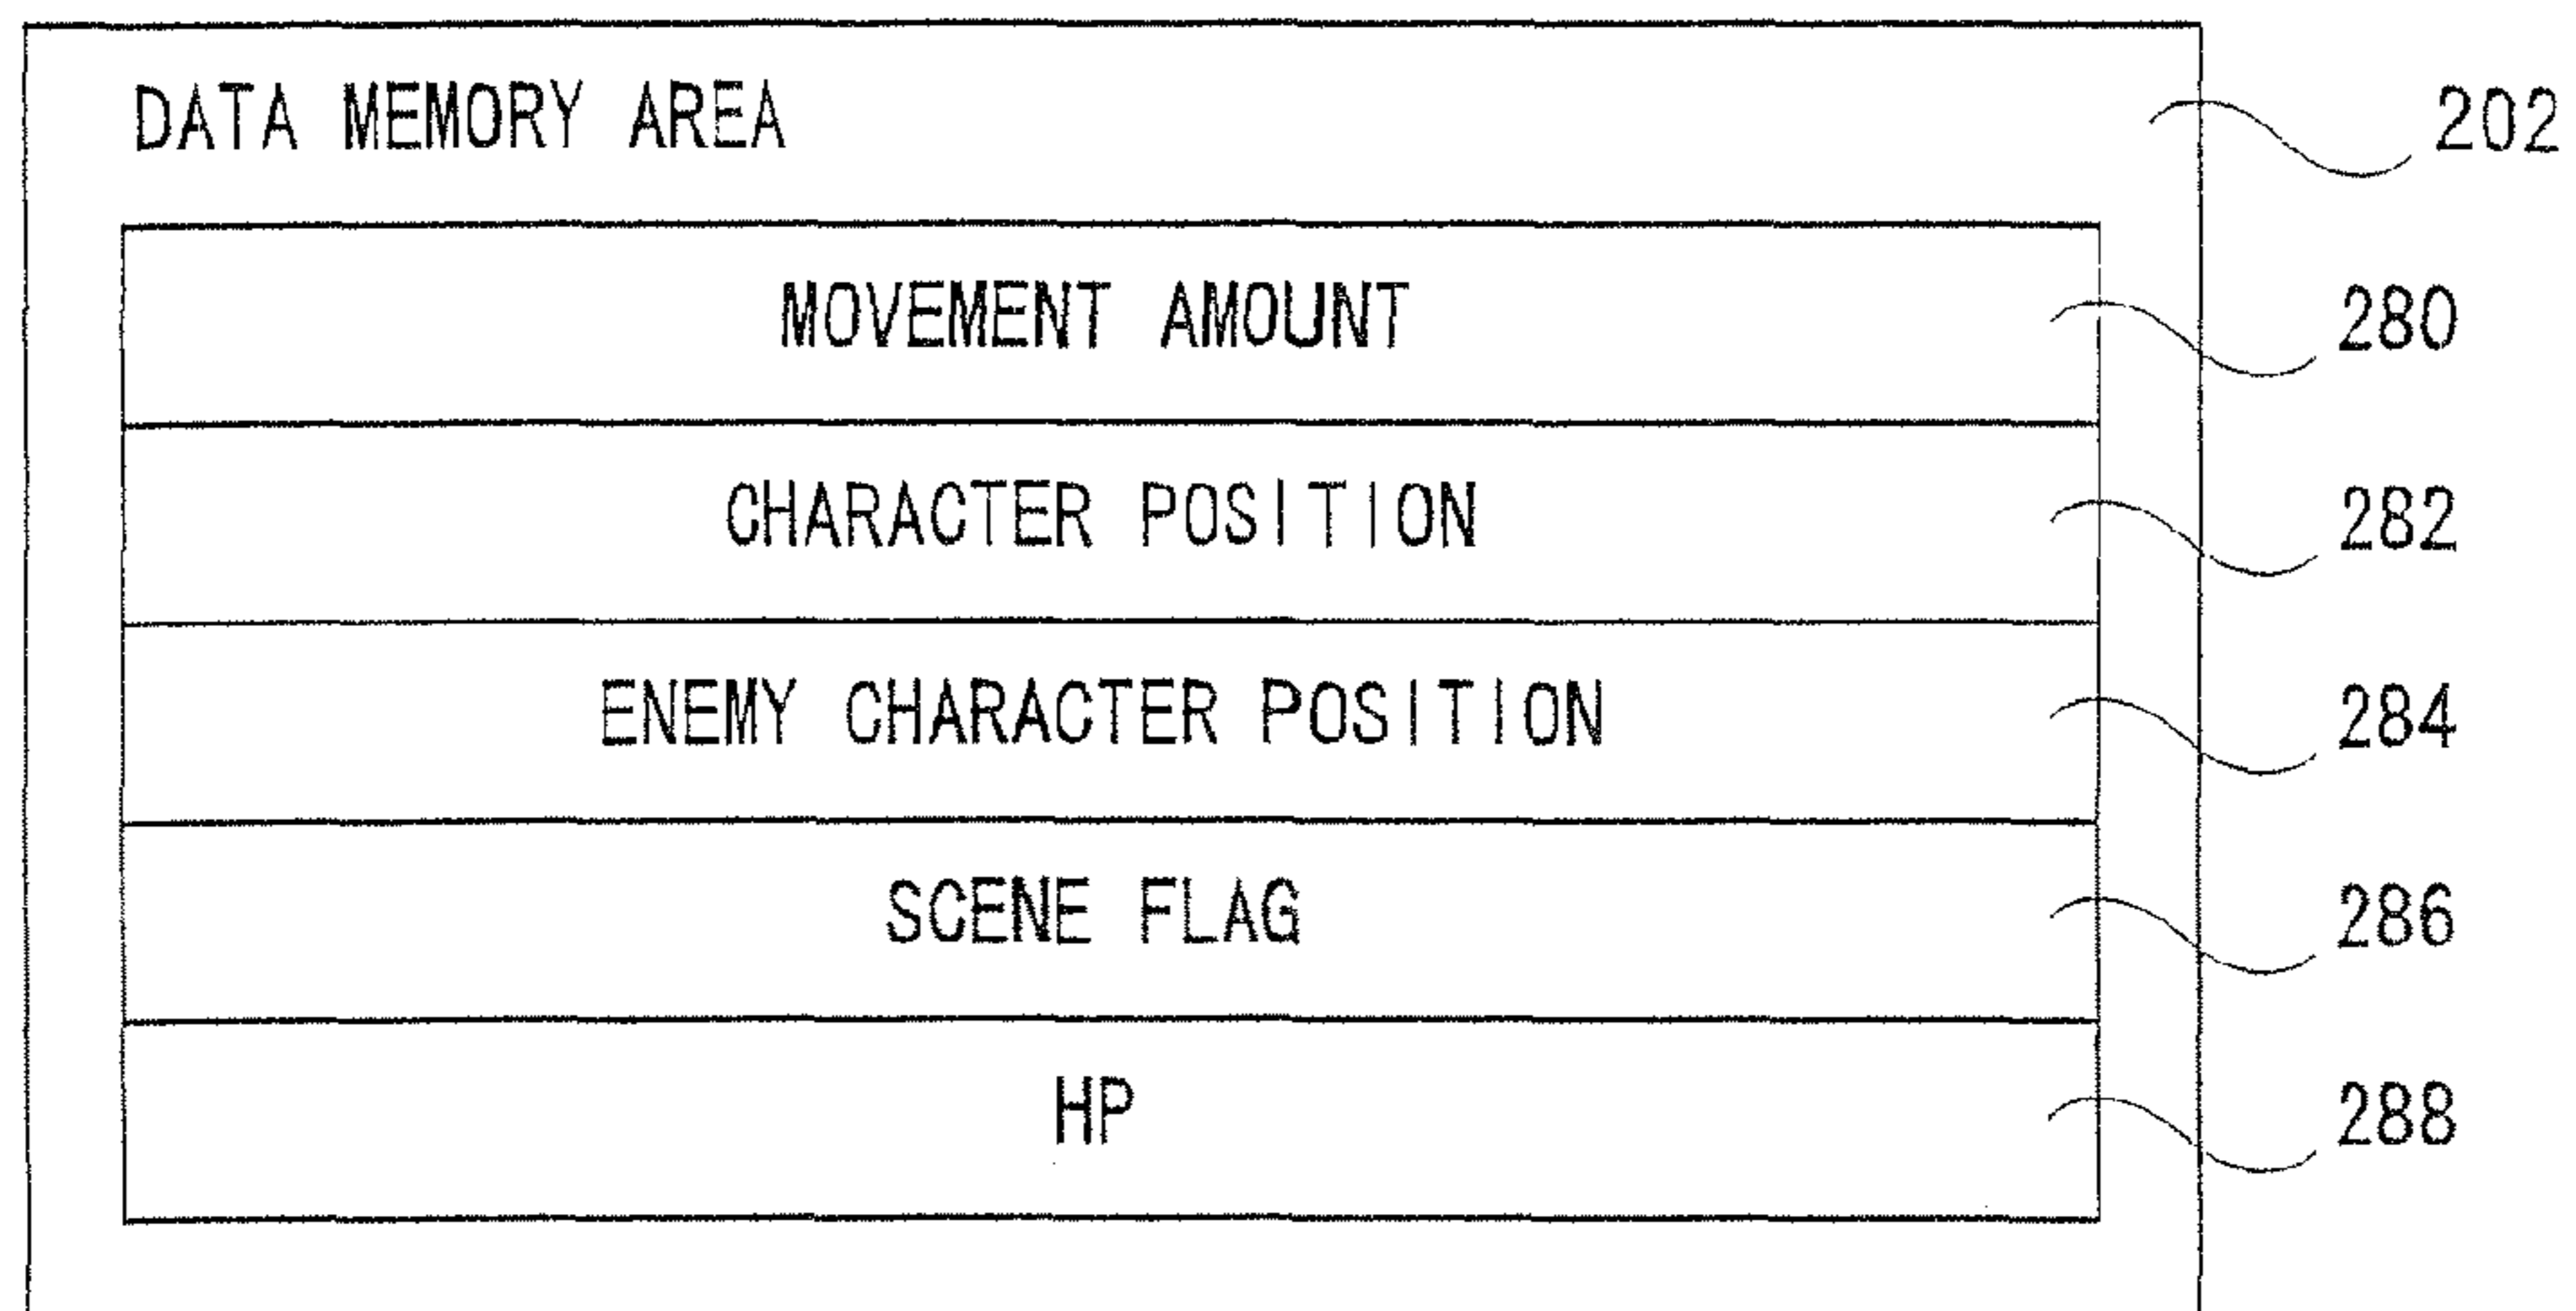 DATA MEMORY AREA 202
MOVEMENT AMOUNT 280
CHARACTER POSITION 282
ENEMY CHARACTER POSITION 284
SCENE FLAG 286
HP 288